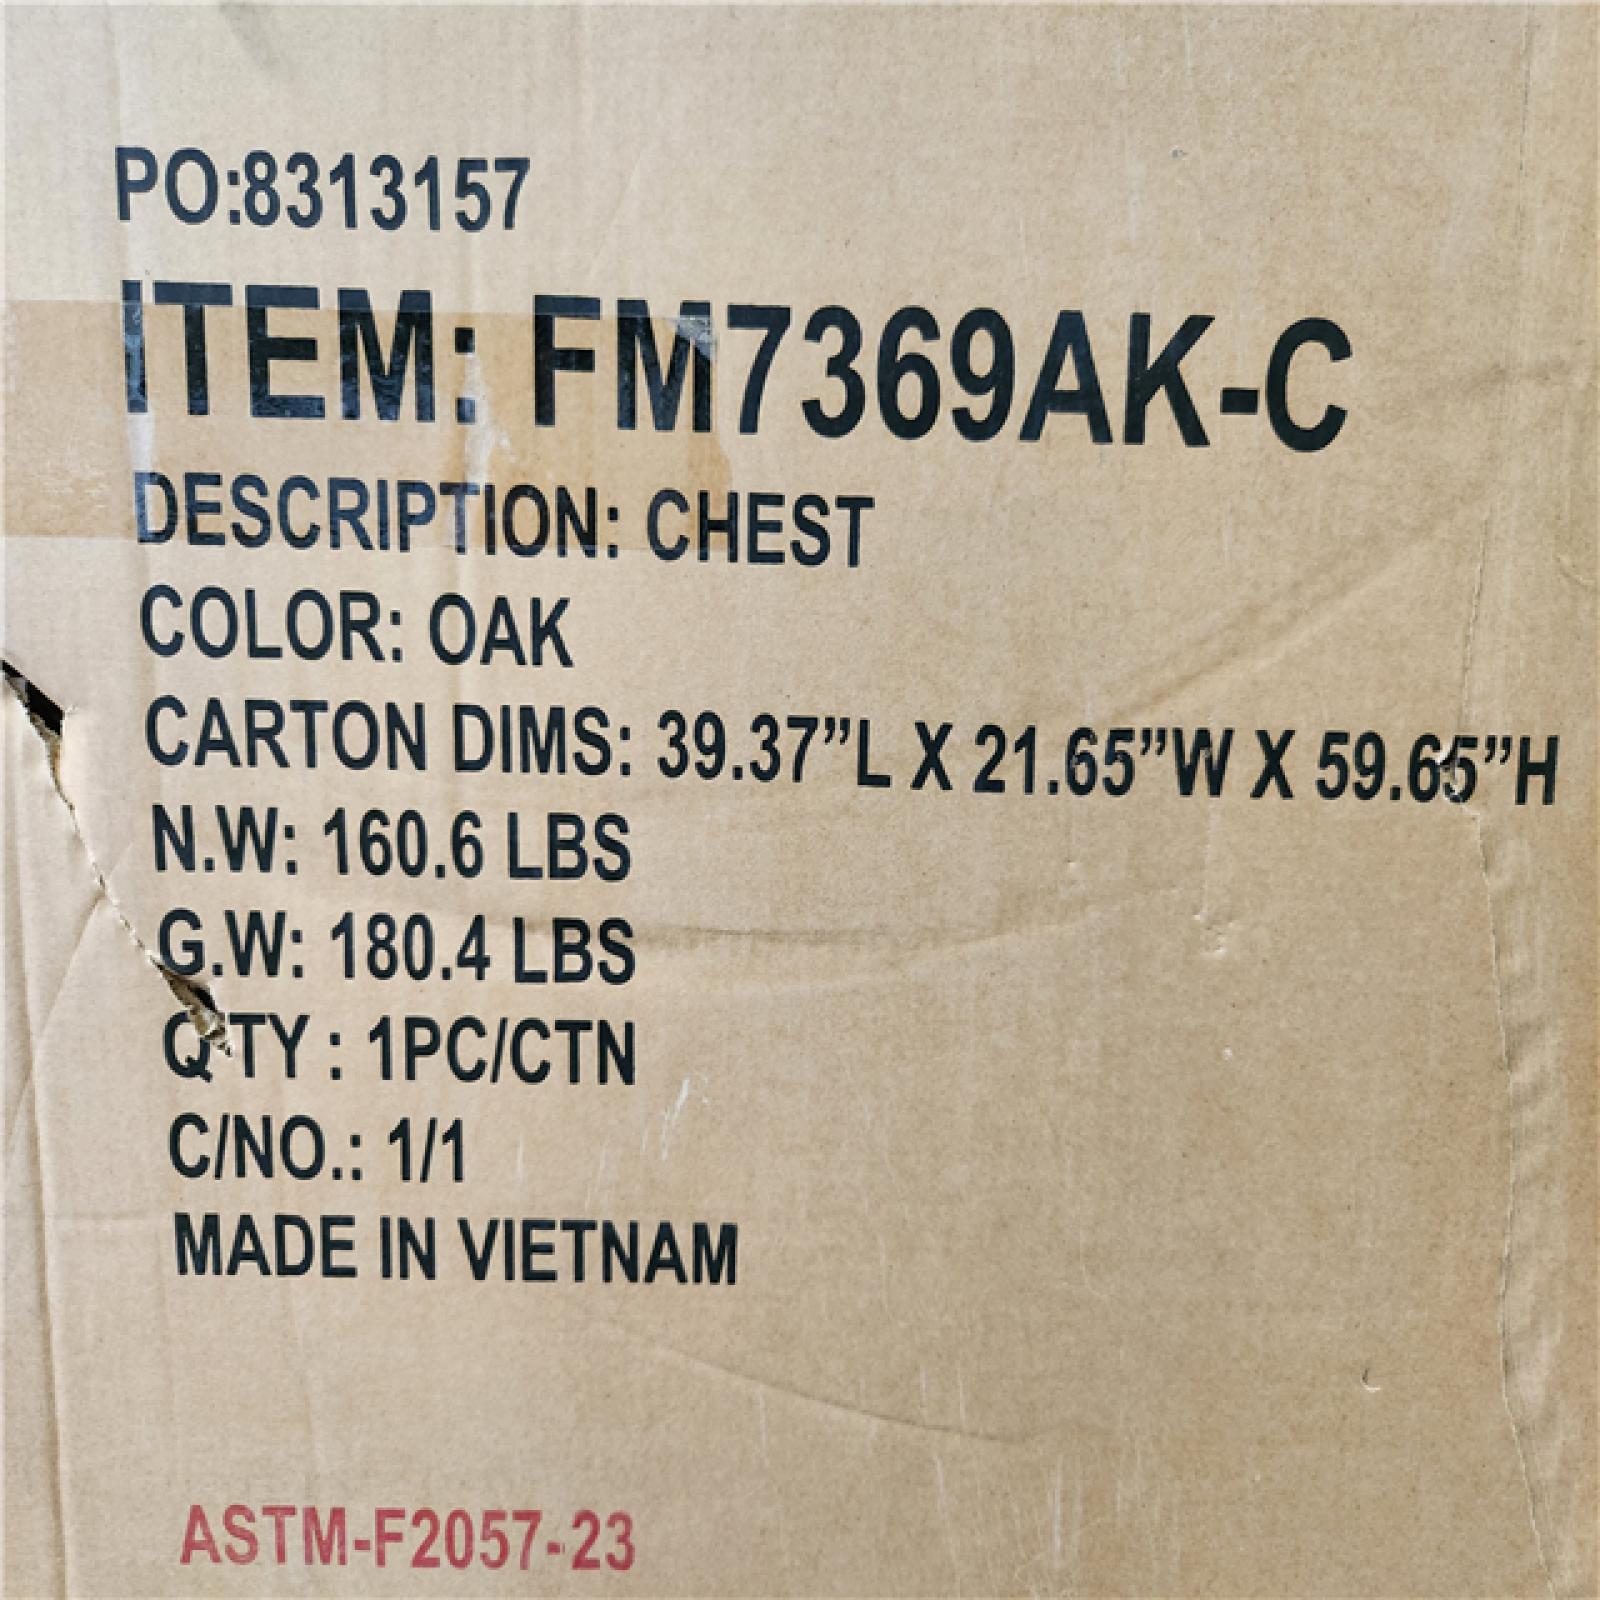 PO:8313157
ITEM: FM7369AK-C
DESCRIPTION: CHEST
COLOR: OAK
CARTON DIMS: 39.37”L X 21.65”W X 59.65”H
N.W: 160.6 LBS
G.W: 180.4 LBS
Q'TY : 1PC/CTN
C/NO.: 1/1
MADE IN VIETNAM
ASTM-F2057-23